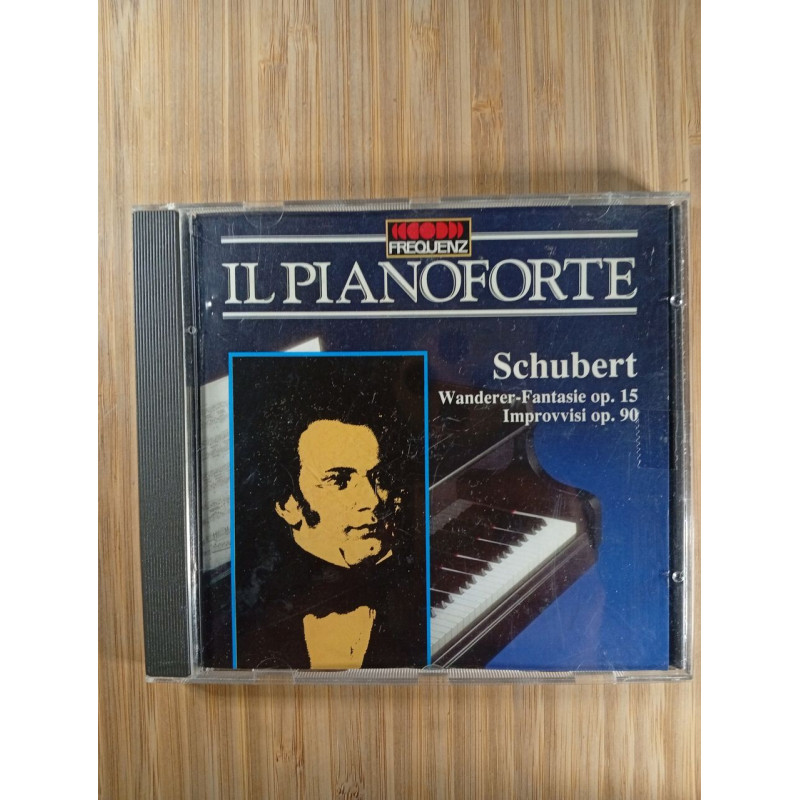 FREQUENZ
IL PIANOFORTE
Schubert
Wanderer-Fantasie op. 15
Improvvisi op. 90